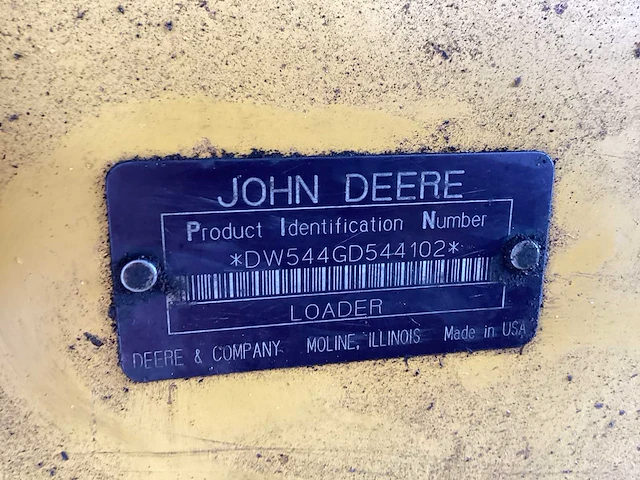 JOHN DEERE
Product Identification Number
*DW544GD544102*
LOADER
DEERE & COMPANY MOLINE, ILLINOIS Made in USA